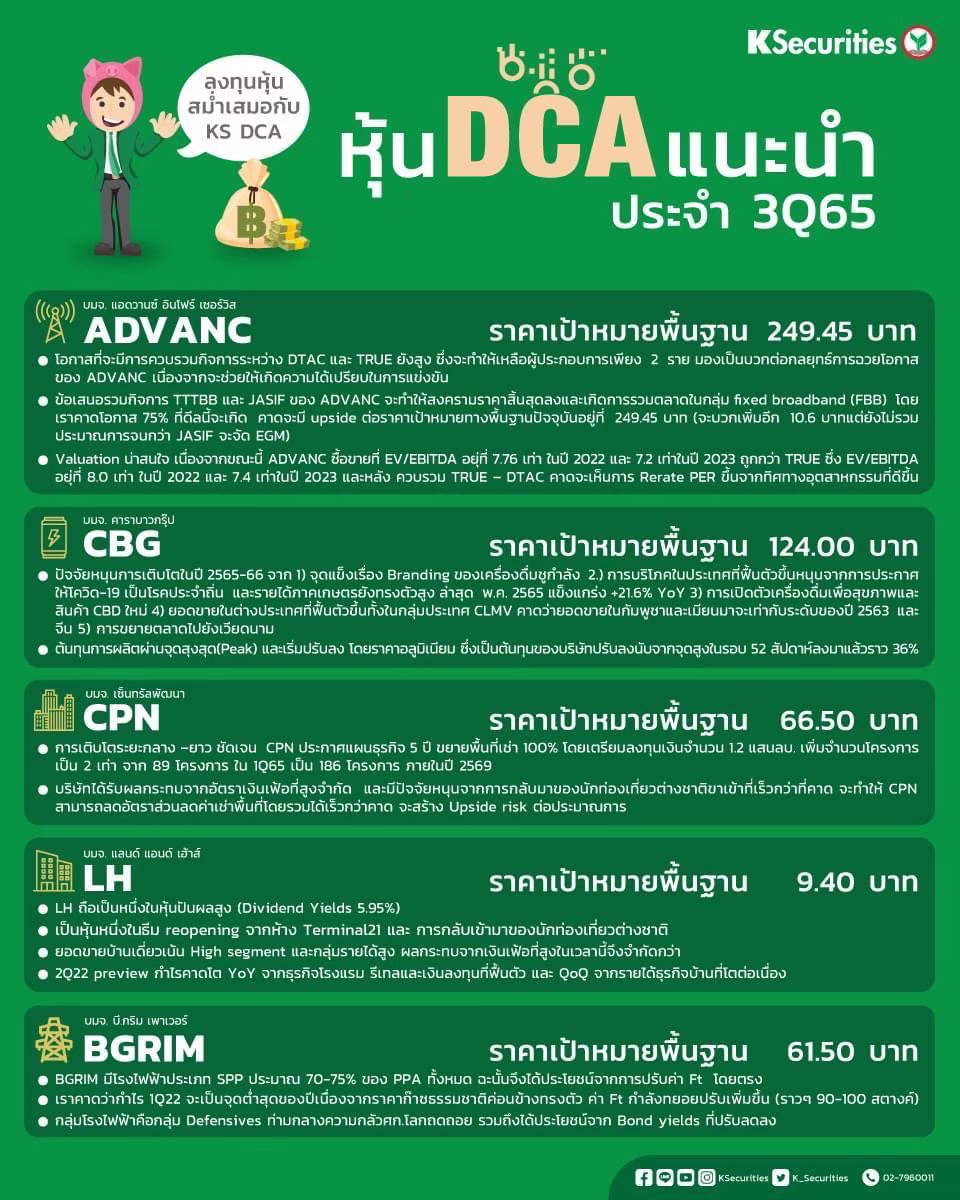 KSecurities
ลงทุนหุ้น
สม่ำเสมอกับ
KS DCA
หุ้น DCA แนะนำ
ประจำ 3Q65
บมจ. แอดวานซ์ อินโฟร์ เซอร์วิส
ADVANC ราคาเป้าหมายพื้นฐาน 249.45 บาท
● โอกาสที่จะมีการควบรวมกิจการระหว่าง DTAC และ TRUE ยังสูง ซึ่งจะทำให้เหลือผู้ประกอบการเพียง 2 ราย มองเป็นบวกต่อกลยุทธ์การฉวยโอกาส
ของ ADVANC เนื่องจากจะช่วยให้เกิดความได้เปรียบในการแข่งขัน
● ข้อเสนอรวมกิจการ TTTBB และ JASIF ของ ADVANC จะทำให้สงครามราคาสิ้นสุดลงและเกิดการรวมตลาดในกลุ่ม fixed broadband (FBB) โดย
เราคาดโอกาส 75% ที่ดีลนี้จะเกิด คาดจะมี upside ต่อราคาเป้าหมายทางพื้นฐานปัจจุบันอยู่ที่ 249.45 บาท (จะบวกเพิ่มอีก 10.6 บาทแต่ยังไม่รวม
ประมาณการจนกว่า JASIF จะจัด EGM)
● Valuation น่าสนใจ เนื่องจากขณะนี้ ADVANC ซื้อขายที่ EV/EBITDA อยู่ที่ 7.76 เท่า ในปี 2022 และ 7.2 เท่าในปี 2023 ถูกกว่า TRUE ซึ่ง EV/EBITDA
อยู่ที่ 8.0 เท่า ในปี 2022 และ 7.4 เท่าในปี 2023 และหลัง ควบรวม TRUE – DTAC คาดจะเห็นการ Rerate PER ขึ้นจากทิศทางอุตสาหกรรมที่ดีขึ้น
บมจ. คาราบาวกรุ๊ป
CBG ราคาเป้าหมายพื้นฐาน 124.00 บาท
● ปัจจัยหนุนการเติบโตในปี 2565-66 จาก 1) จุดแข็งเรื่อง Branding ของเครื่องดื่มชูกำลัง 2.) การบริโภคในประเทศที่ฟื้นตัวขึ้นหนุนจากการประกาศ
ให้โควิด-19 เป็นโรคประจำถิ่น และรายได้ภาคเกษตรยังทรงตัวสูง ล่าสุด พ.ค. 2565 แข็งแกร่ง +21.6% YoY 3) การเปิดตัวเครื่องดื่มเพื่อสุขภาพและ
สินค้า CBD ใหม่ 4) ยอดขายในต่างประเทศที่ฟื้นตัวขึ้นทั้งในกลุ่มประเทศ CLMV คาดว่ายอดขายในกัมพูชาและเมียนมาจะเท่ากับระดับของปี 2563 และ
จีน 5) การขยายตลาดไปยังเวียดนาม
● ต้นทุนการผลิตผ่านจุดสูงสุด(Peak) และเริ่มปรับลง โดยราคาอลูมิเนียม ซึ่งเป็นต้นทุนของบริษัทปรับลงนับจากจุดสูงในรอบ 52 สัปดาห์ลงมาแล้วราว 36%
บมจ. เซ็นทรัลพัฒนา
CPN ราคาเป้าหมายพื้นฐาน 66.50 บาท
● การเติบโตระยะกลาง –ยาว ชัดเจน CPN ประกาศแผนธุรกิจ 5 ปี ขยายพื้นที่เช่า 100% โดยเตรียมลงทุนเงินจำนวน 1.2 แสนลบ. เพิ่มจำนวนโครงการ
เป็น 2 เท่า จาก 89 โครงการ ใน 1Q65 เป็น 186 โครงการ ภายในปี 2569
● บริษัทได้รับผลกระทบจากอัตราเงินเฟ้อที่สูงจำกัด และมีปัจจัยหนุนจากการกลับมาของนักท่องเที่ยวต่างชาติขาเข้าที่เร็วกว่าที่คาด จะทำให้ CPN
สามารถลดอัตราส่วนลดค่าเช่าพื้นที่โดยรวมได้เร็วกว่าคาด จะสร้าง Upside risk ต่อประมาณการ
บมจ. แลนด์ แอนด์ เฮ้าส์
LH ราคาเป้าหมายพื้นฐาน 9.40 บาท
● LH ถือเป็นหนึ่งในหุ้นปันผลสูง (Dividend Yields 5.95%)
● เป็นหุ้นหนึ่งในธีม reopening จากห้าง Terminal21 และ การกลับเข้ามาของนักท่องเที่ยวต่างชาติ
● ยอดขายบ้านเดี่ยวเน้น High segment และกลุ่มรายได้สูง ผลกระทบจากเงินเฟ้อที่สูงในเวลานี้จึงจำกัดกว่า
● 2Q22 preview กำไรคาดโต YoY จากธุรกิจโรงแรม รีเทลและเงินลงทุนที่ฟื้นตัว และ QoQ จากรายได้ธุรกิจบ้านที่โตต่อเนื่อง
บมจ. บี.กริม เพาเวอร์
BGRIM ราคาเป้าหมายพื้นฐาน 61.50 บาท
● BGRIM มีโรงไฟฟ้าประเภท SPP ประมาณ 70-75% ของ PPA ทั้งหมด ฉะนั้นจึงได้ประโยชน์จากการปรับค่า Ft โดยตรง
● เราคาดว่ากำไร 1Q22 จะเป็นจุดต่ำสุดของปีเนื่องจากราคาก๊าซธรรมชาติค่อนข้างทรงตัว ค่า Ft กำลังทยอยปรับเพิ่มขึ้น (ราวๆ 90-100 สตางค์)
● กลุ่มโรงไฟฟ้าคือกลุ่ม Defensives ท่ามกลางความกลัวศก.โลกถดถอย รวมถึงได้ประโยชน์จาก Bond yields ที่ปรับลดลง
KSecurities K_Securities 02-7960011